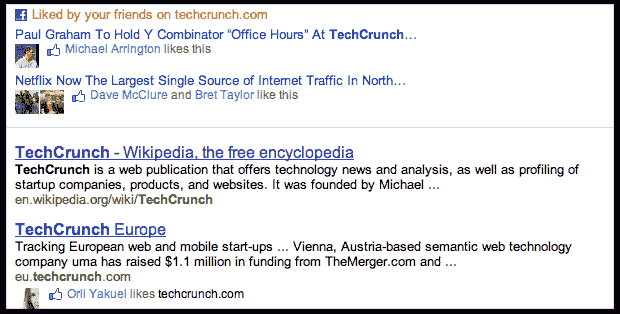 Liked by your friends on techcrunch.com
Paul Graham To Hold Y Combinator “Office Hours” At TechCrunch…
Michael Arrington likes this
Netflix Now The Largest Single Source of Internet Traffic In North…
Dave McClure and Bret Taylor like this
TechCrunch - Wikipedia, the free encyclopedia
TechCrunch is a web publication that offers technology news and analysis, as well as profiling of
startup companies, products, and websites. It was founded by Michael ...
en.wikipedia.org/wiki/TechCrunch
TechCrunch Europe
Tracking European web and mobile start-ups ... Vienna, Austria-based semantic web technology
company uma has raised $1.1 million in funding from TheMerger.com and ...
eu.techcrunch.com
Orli Yakuel likes techcrunch.com